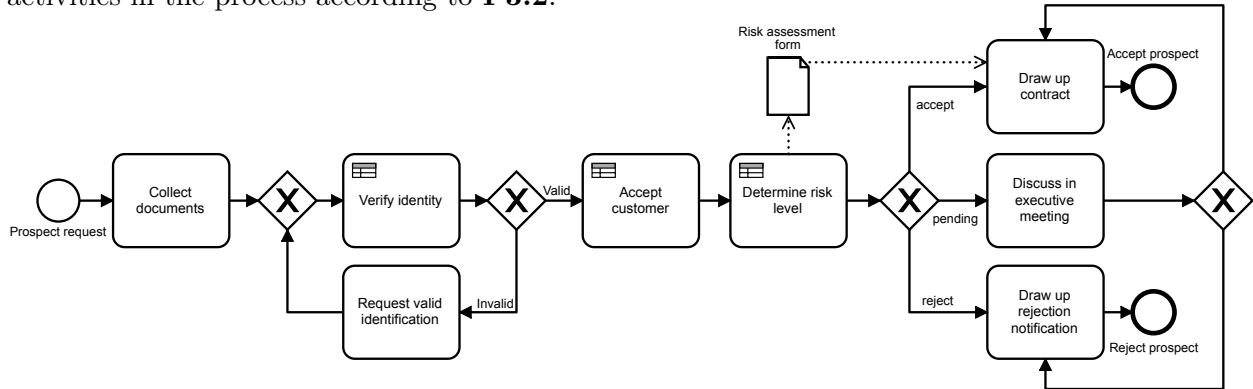 activities in the process according to P3.2.
Risk assessment
form
Draw up
contract
Accept prospect
accept
Collect
documents
Verify identity
Valid
Accept
customer
Determine risk
level
Discuss in
executive
meeting
pending
Prospect request
Request valid
identification
Invalid
reject
Draw up
rejection
notification
Reject prospect